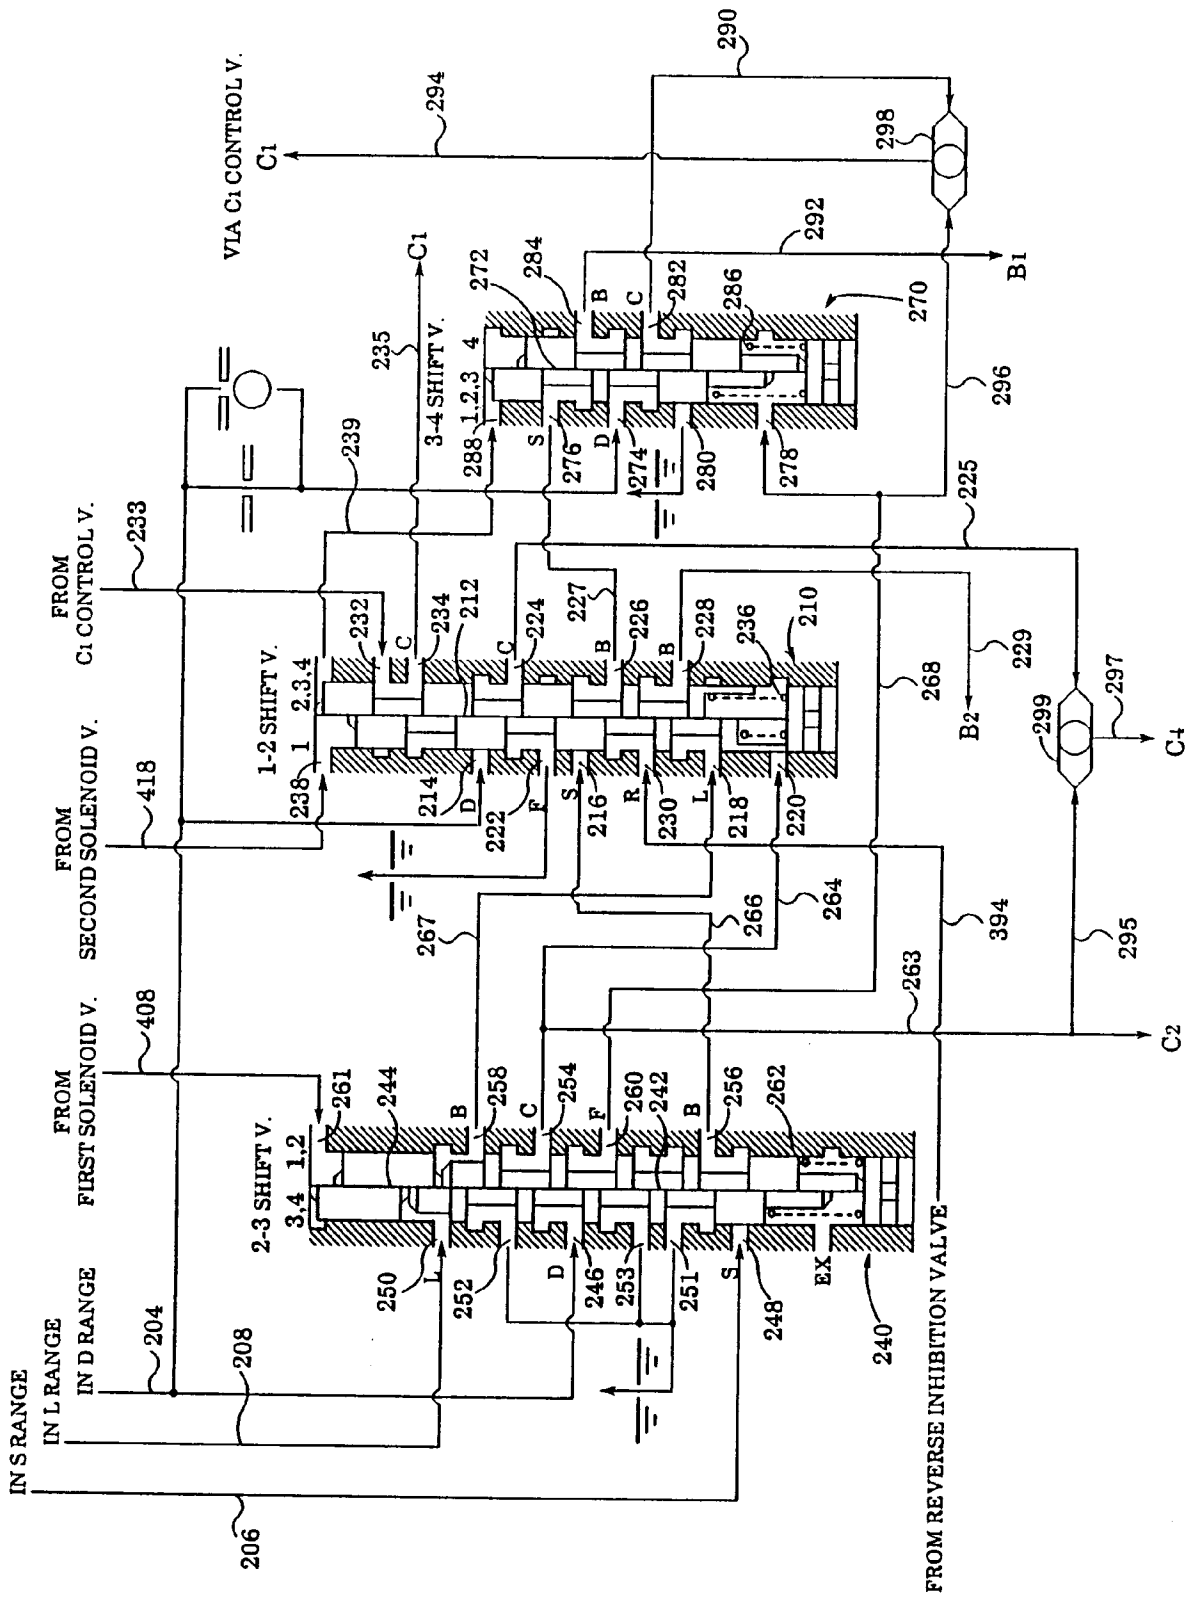 IN S RANGE
IN L RANGE
IN D RANGE
204
208
206
FROM
FIRST SOLENOID V.
408
FROM
SECOND SOLENOID V.
418
FROM
C1 CONTROL V.
233
VIA C1 CONTROL V.
C1
294
290
2-3 SHIFT V.
3,4
1,2
261
244
250
L
252
D
246
253
251
S
248
EX
240
B
258
C
254
F
260
242
B
256
262
1-2 SHIFT V.
1
2,3,4
238
232
C
234
212
214
D
222
F
S
216
R
230
L
218
220
C
224
B
226
B
228
236
210
239
235
C1
3-4 SHIFT V.
1,2,3
4
288
272
284
S
276
D
274
280
278
B
C
282
286
270
292
B1
298
296
225
227
229
B2
268
267
266
264
263
394
295
299
297
C4
C2
FROM REVERSE INHIBITION VALVE